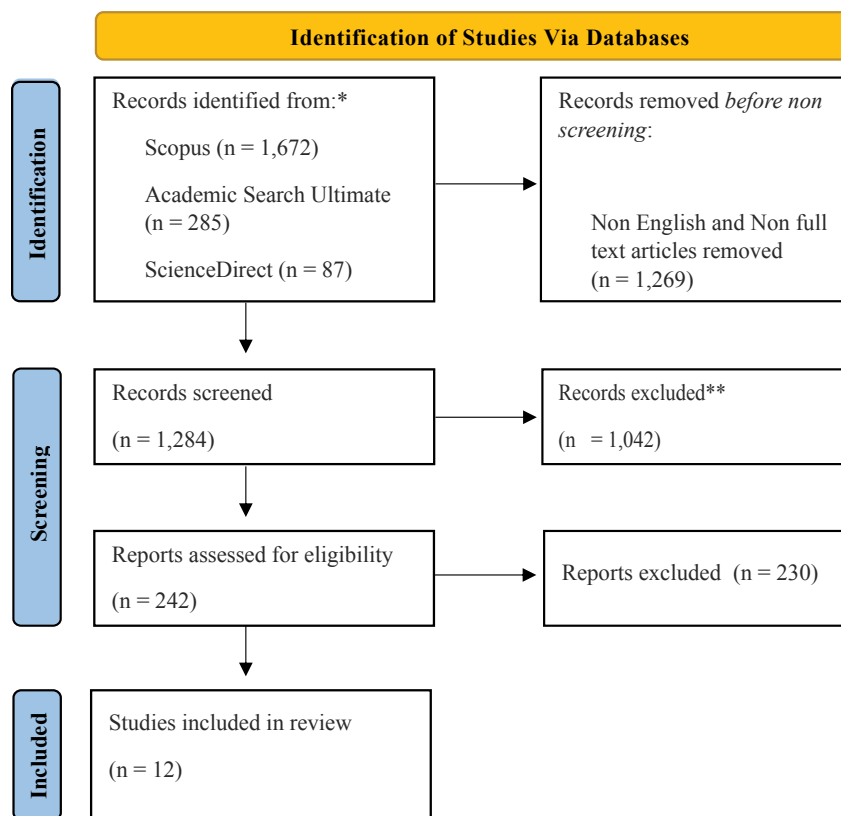 Identification of Studies Via Databases
Identification
Records identified from:*
Scopus (n = 1,672)
Academic Search Ultimate
(n = 285)
ScienceDirect (n = 87)
Records removed before non
screening:
Non English and Non full
text articles removed
(n = 1,269)
Screening
Records screened
(n = 1,284)
Records excluded**
(n = 1,042)
Reports assessed for eligibility
(n = 242)
Reports excluded (n = 230)
Included
Studies included in review
(n = 12)